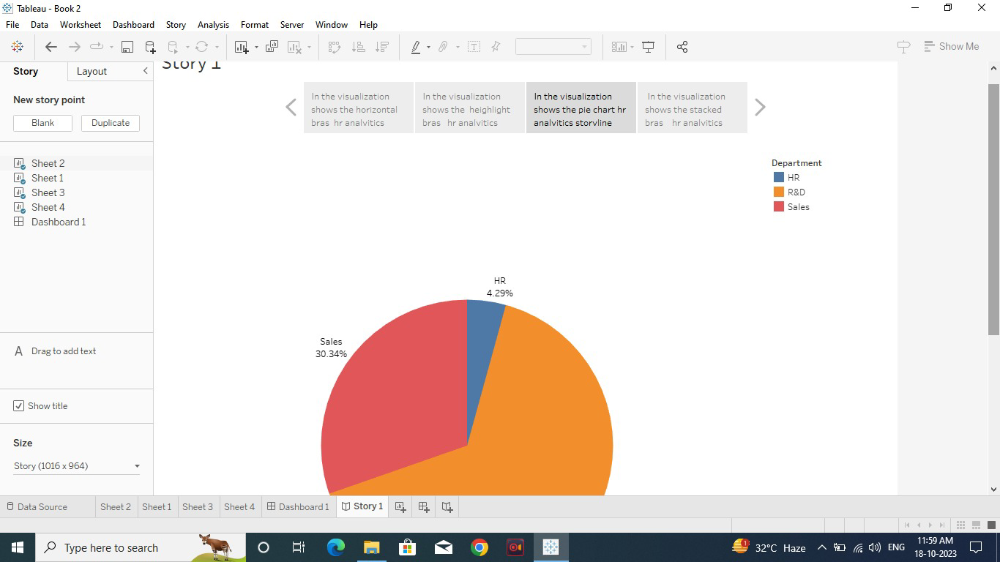 Tableau - Book 2
File Data Worksheet Dashboard Story Analysis Format Server Window Help
Show Me
Story Layout
Story 1
New story point
Blank Duplicate
In the visualization
shows the horizontal
bras hr analvitics
In the visualization
shows the heighlight
bras hr analvitics
In the visualization
shows the pie chart hr
analvitics storvline
In the visualization
shows the stacked
bras hr analvitics
Sheet 2
Sheet 1
Sheet 3
Sheet 4
Dashboard 1
Department
HR
R&D
Sales
HR
4.29%
Sales
30.34%
A Drag to add text
Show title
Size
Story (1016 x 964)
Data Source Sheet 2 Sheet 1 Sheet 3 Sheet 4 Dashboard 1 Story 1
Type here to search
1
32°C Haze
ENG
11:59 AM
18-10-2023